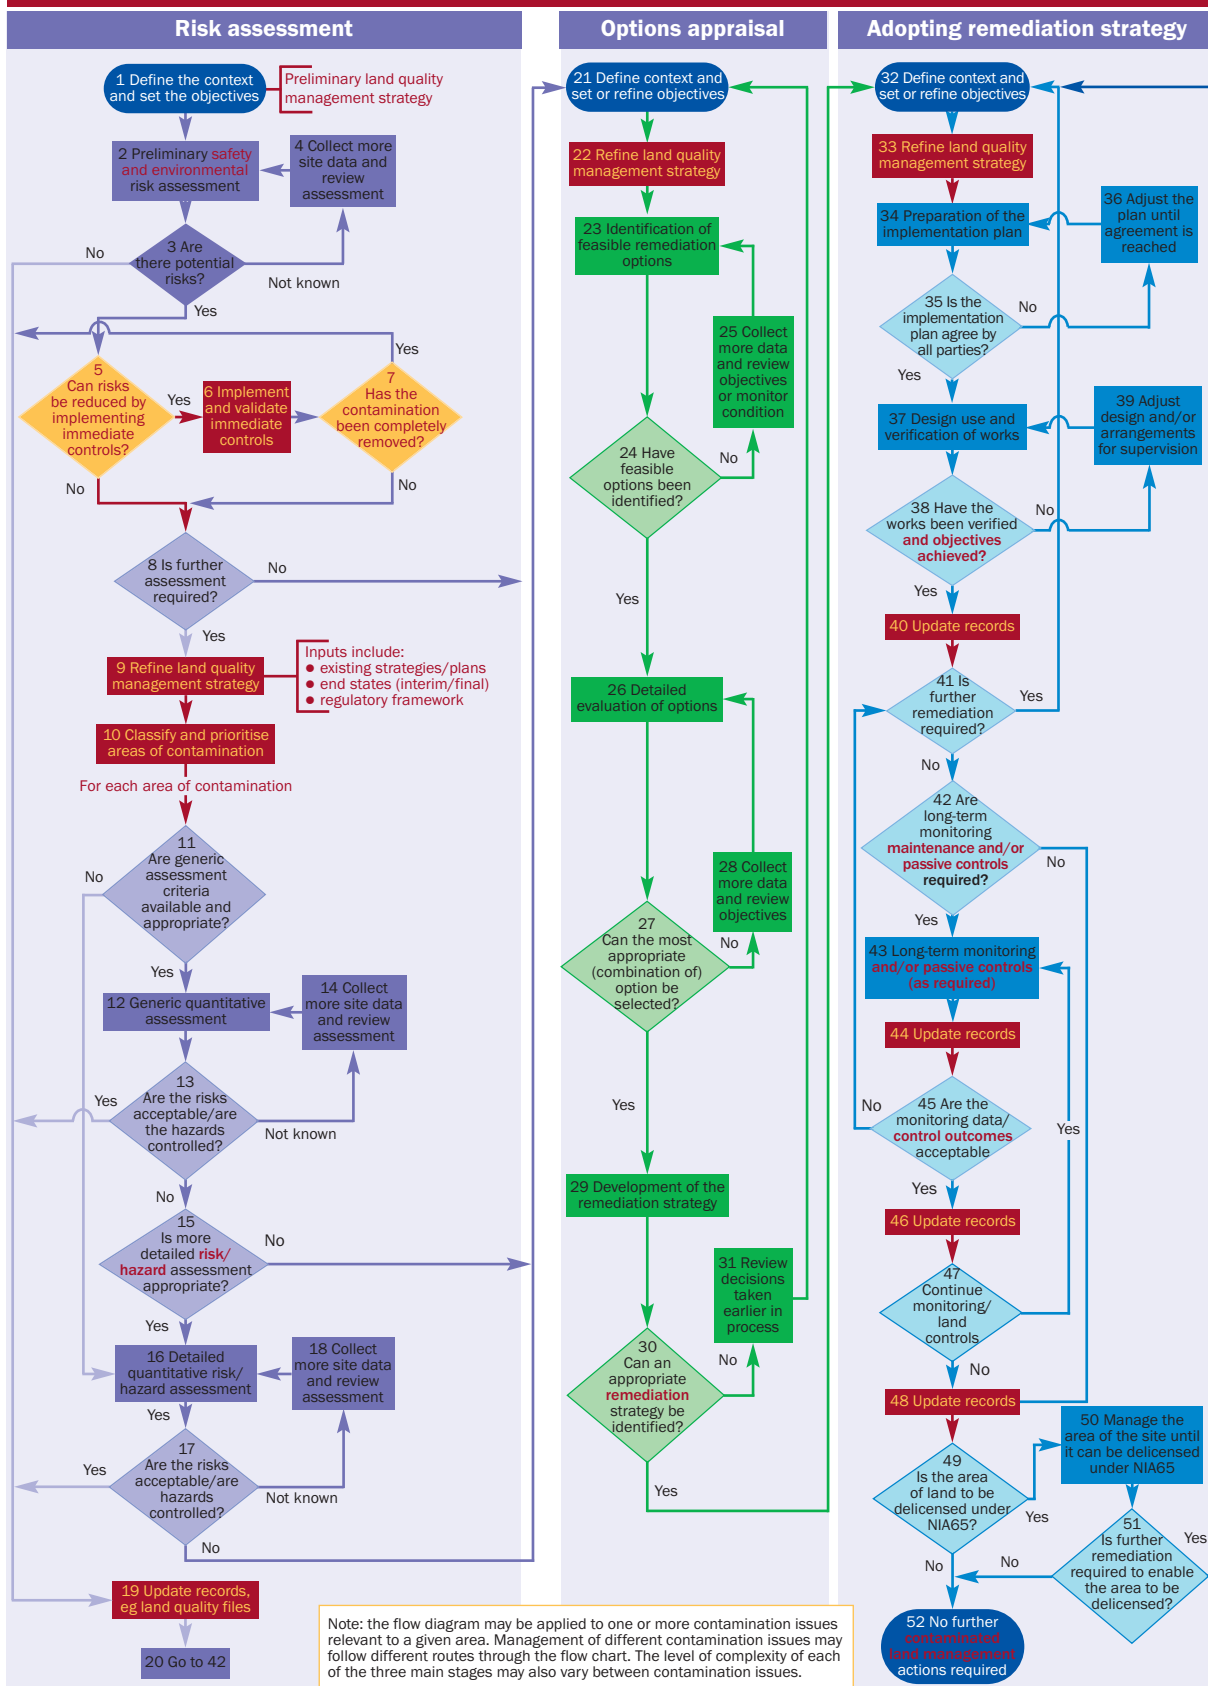 Risk assessment
1 Define the context
and set the objectives
Preliminary land quality
management strategy
2 Preliminary safety
and environmental
risk assessment
4 Collect more
site data and
review
assessment
3 Are
there potential
risks?
No
Not known
Yes
5
Can risks
be reduced by
implementing
immediate
controls?
Yes
6 Implement
and validate
immediate
controls
7
Has the
contamination
been completely
removed?
Yes
No
No
8 Is further
assessment
required?
No
Yes
9 Refine land quality
management strategy
Inputs include:
● existing strategies/plans
● end states (interim/final)
● regulatory framework
10 Classify and prioritise
areas of contamination
For each area of contamination
11
Are generic
assessment
criteria
available and
appropriate?
No
Yes
12 Generic quantitative
assessment
14 Collect
more site data
and review
assessment
13
Are the risks
acceptable/are
the hazards
controlled?
Yes
Not known
No
15
Is more
detailed risk/
hazard assessment
appropriate?
No
Yes
16 Detailed
quantitative risk/
hazard assessment
18 Collect
more site data
and review
assessment
Yes
17
Are the risks
acceptable/are
hazards
controlled?
Yes
Not known
No
19 Update records,
eg land quality files
20 Go to 42
Options appraisal
21 Define context and
set or refine objectives
22 Refine land quality
management strategy
23 Identification of
feasible remediation
options
25 Collect
more data
and review
objectives
or monitor
condition
24 Have
feasible
options been
identified?
No
Yes
26 Detailed
evaluation of options
28 Collect
more data
and review
objectives
27
Can the most
appropriate
(combination of)
option be
selected?
No
Yes
29 Development of the
remediation strategy
31 Review
decisions
taken
earlier in
process
30
Can an
appropriate
remediation
strategy be
identified?
No
Yes
Adopting remediation strategy
32 Define context and
set or refine objectives
33 Refine land quality
management strategy
34 Preparation of the
implementation plan
36 Adjust the
plan until
agreement is
reached
35 Is the
implementation
plan agree by
all parties?
No
Yes
37 Design use and
verification of works
39 Adjust
design and/or
arrangements
for supervision
38 Have the
works been verified
and objectives
achieved?
No
Yes
40 Update records
41 Is
further
remediation
required?
Yes
No
42 Are
long-term
monitoring
maintenance and/or
passive controls
required?
No
Yes
43 Long-term monitoring
and/or passive controls
(as required)
44 Update records
45 Are the
monitoring data/
control outcomes
acceptable
No
Yes
Yes
46 Update records
47
Continue
monitoring/
land
controls
No
48 Update records
49
Is the area
of land to be
delicensed under
NIA65?
Yes
No
50 Manage the
area of the site until
it can be delicensed
under NIA65
51
Is further
remediation
required to enable
the area to be
delicensed?
Yes
No
52 No further
contaminated
land management
actions required
Note: the flow diagram may be applied to one or more contamination issues
relevant to a given area. Management of different contamination issues may
follow different routes through the flow chart. The level of complexity of each
of the three main stages may also vary between contamination issues.